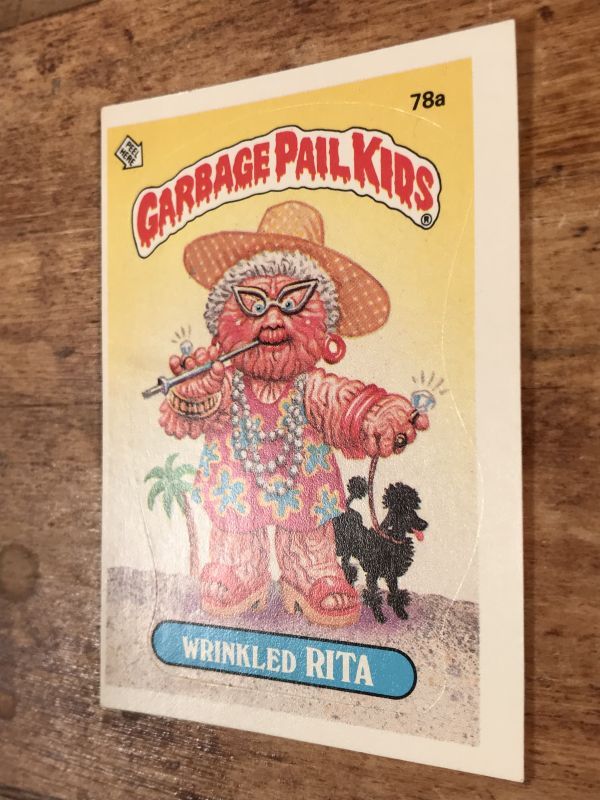 78a
PEEL
HERE
GARBAGE PAIL KIDS®
WRINKLED RITA